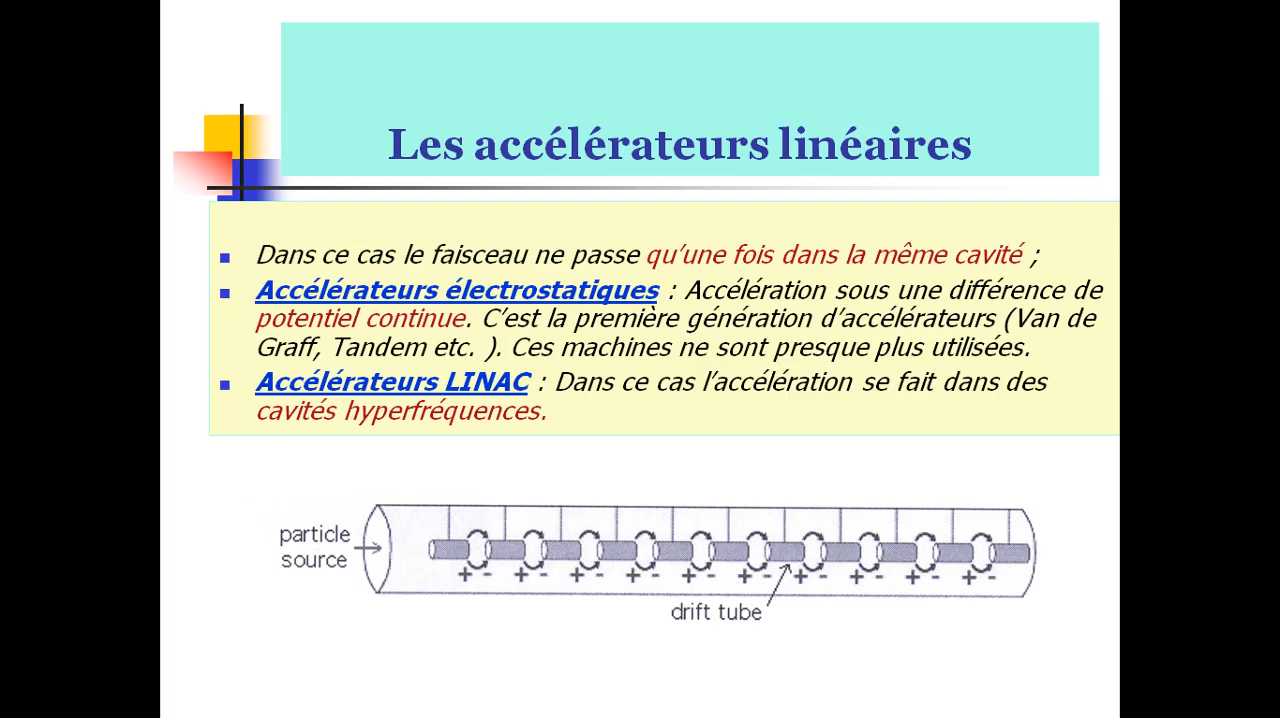 Les accélérateurs linéaires
Dans ce cas le faisceau ne passe qu’une fois dans la même cavité ;
Accélérateurs électrostatiques : Accélération sous une différence de
potentiel continue. C’est la première génération d’accélérateurs (Van de
Graff, Tandem etc. ). Ces machines ne sont presque plus utilisées.
Accélérateurs LINAC : Dans ce cas l’accélération se fait dans des
cavités hyperfréquences.
particle
source
+ - + - + - + - + - + - + - + - + - + -
drift tube